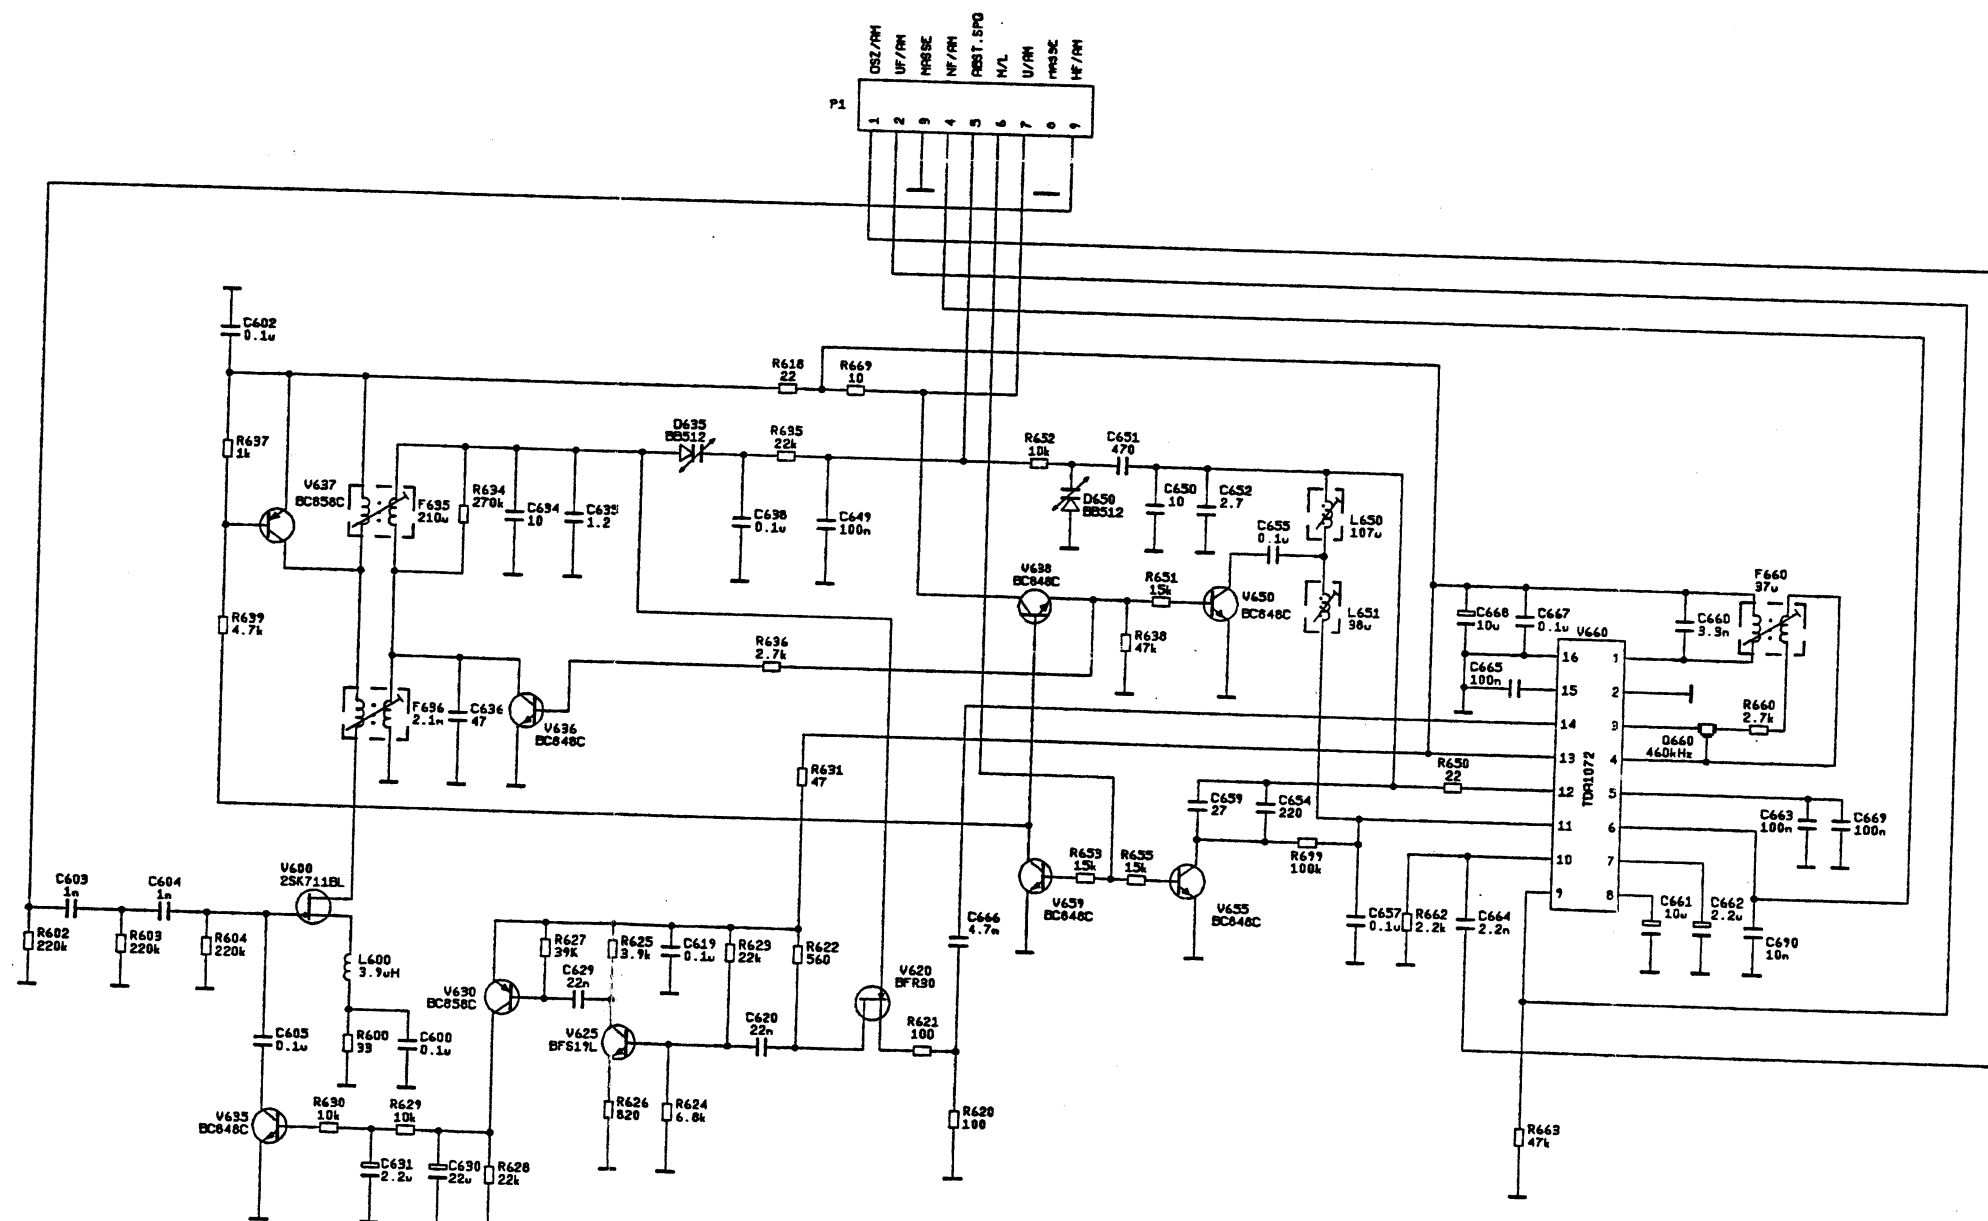 OSZ/AM
UF/AM
MASSE
NF/AM
ABST.SPG
M/L
U/AM
MASSE
HF/AM
P1
1 2 3 4 5 6 7 8 9
C602
0.1u
R618
22
R669
10
R637
1k
D635
BB512
R635
22k
R652
10k
C651
470
V637
BC858C
F635
210u
R634
270k
C634
10
C635
1.2
C638
0.1u
C649
100n
D650
BB512
C650
10
C652
2.7
C655
0.1u
L650
107u
V638
BC848C
R651
15k
V650
BC848C
L651
38u
F660
37u
R639
4.7k
R636
2.7k
R638
47k
C668
10u
C667
0.1u
C660
3.3n
V660
TDA1072
16 15 14 13 12 11 10 9
1 2 3 4 5 6 7 8
C665
100n
R660
2.7k
Q660
460kHz
F636
2.1m
C636
47
V636
BC848C
R631
47
R650
22
C659
27
C654
220
C663
100n
C669
100n
V600
2SK711BL
C603
1n
C604
1n
R653
15k
R655
15k
R699
100k
V659
BC848C
V655
BC848C
C657
0.1u
R662
2.2k
C664
2.2n
C661
10u
C662
2.2u
C690
10n
R602
220k
R603
220k
R604
220k
L600
3.9uH
R627
39K
R625
3.9k
C619
0.1u
R623
22k
R622
560
C666
4.7n
C629
22n
V630
BC858C
V620
BFR30
C605
0.1u
R600
33
C600
0.1u
V625
BFS19L
C620
22n
R621
100
V635
BC848C
R630
10k
R629
10k
R626
820
R624
6.8k
R620
100
R663
47k
C631
2.2u
C630
22u
R628
22k